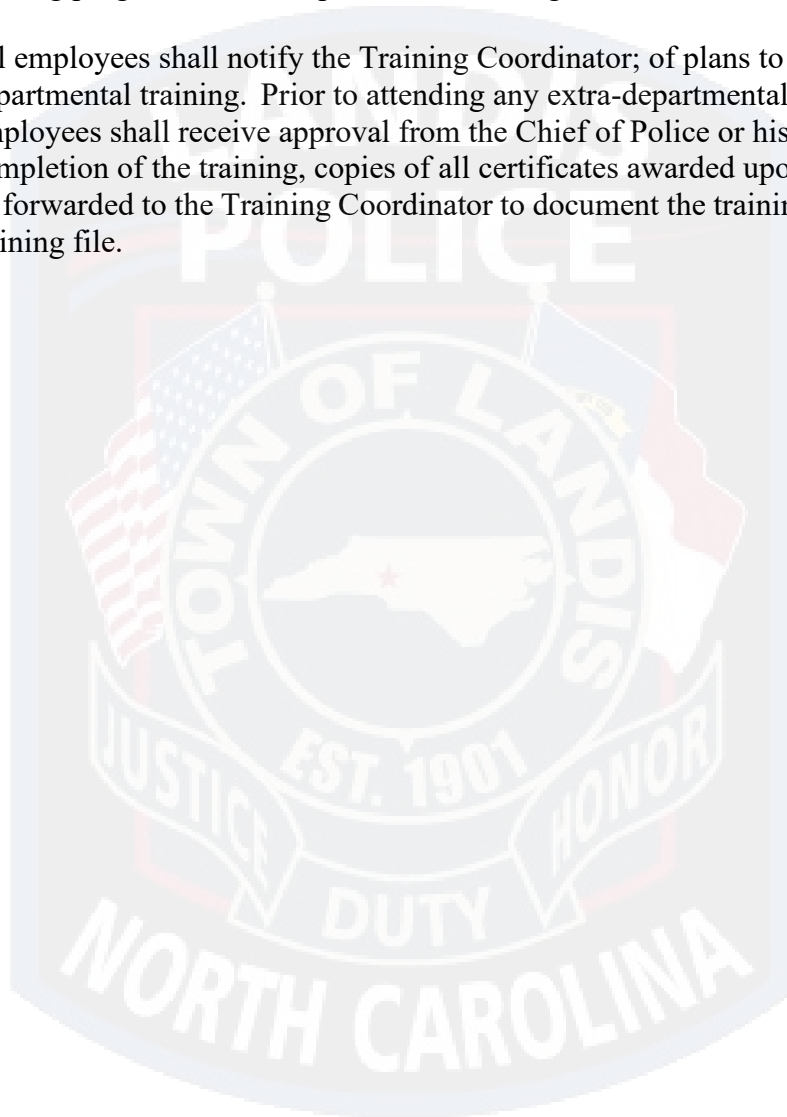 l employees shall notify the Training Coordinator; of plans to
partmental training.  Prior to attending any extra-departmental
ployees shall receive approval from the Chief of Police or his
mpletion of the training, copies of all certificates awarded upo
forwarded to the Training Coordinator to document the trainin
ining file.
LANDIS
POLICE
TOWN OF LANDIS
EST. 1901
JUSTICE
HONOR
DUTY
NORTH CAROLINA